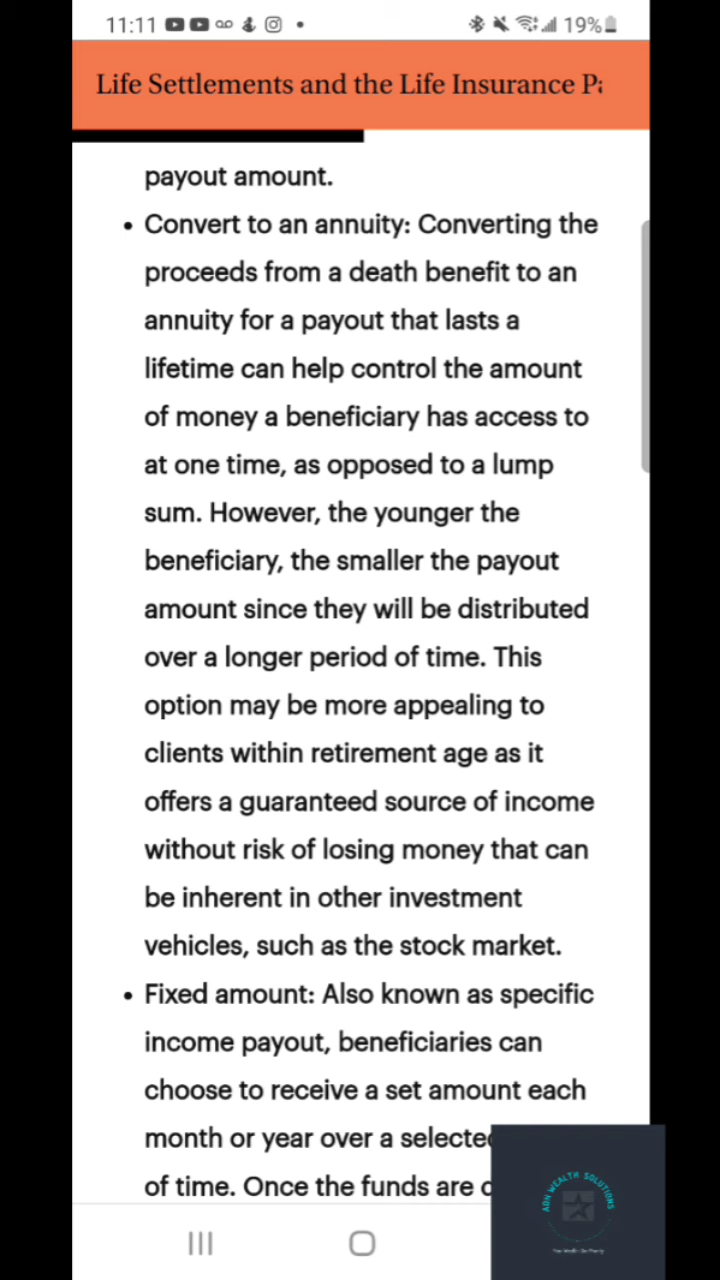 11:11
19%
Life Settlements and the Life Insurance Pa
payout amount.
• Convert to an annuity: Converting the
proceeds from a death benefit to an
annuity for a payout that lasts a
lifetime can help control the amount
of money a beneficiary has access to
at one time, as opposed to a lump
sum. However, the younger the
beneficiary, the smaller the payout
amount since they will be distributed
over a longer period of time. This
option may be more appealing to
clients within retirement age as it
offers a guaranteed source of income
without risk of losing money that can
be inherent in other investment
vehicles, such as the stock market.
• Fixed amount: Also known as specific
income payout, beneficiaries can
choose to receive a set amount each
month or year over a selected
of time. Once the funds are
ADN WEALTH SOLUTIONS